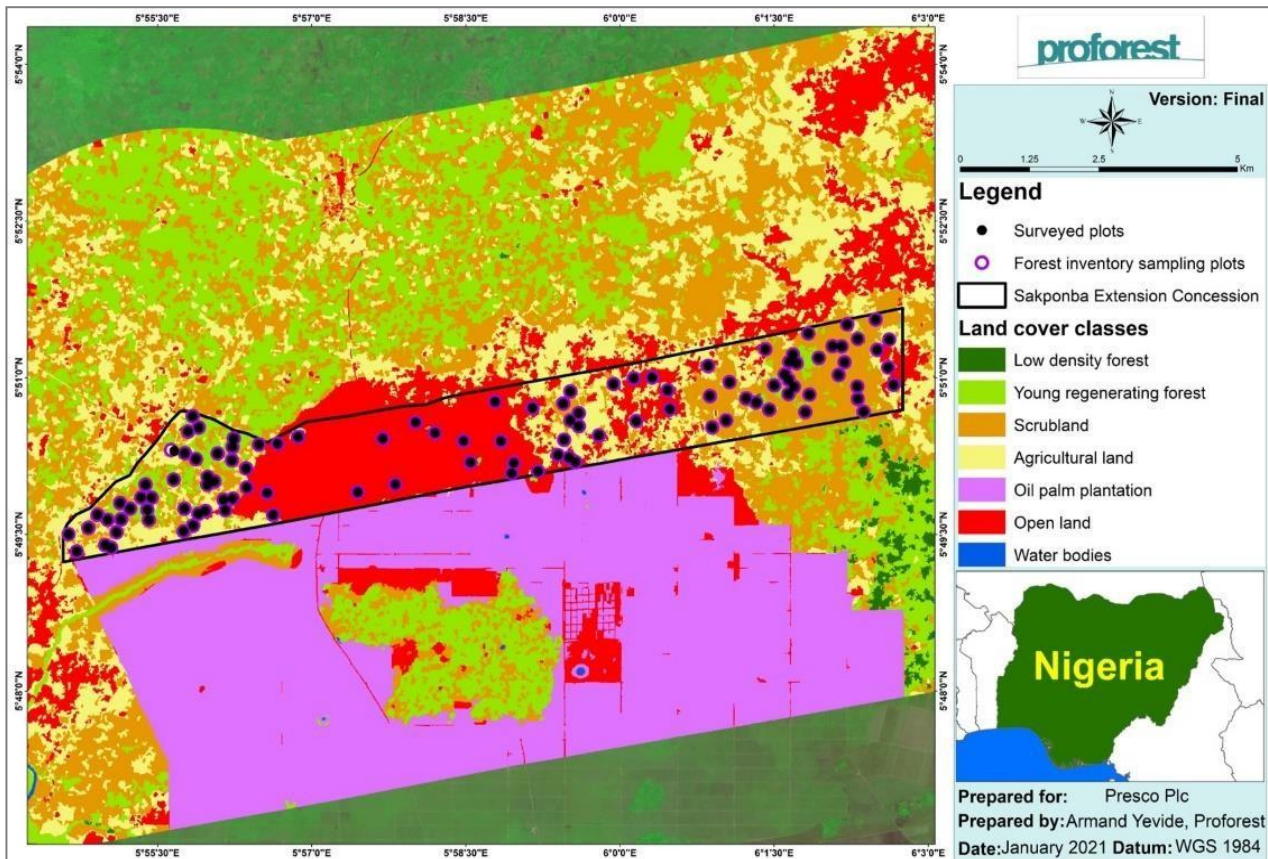 5°55'30"E 5°57'0"E 5°58'30"E 6°0'0"E 6°1'30"E 6°3'0"E
5°54'0"N 5°54'0"N
5°52'30"N 5°52'30"N
5°51'0"N 5°51'0"N
5°49'30"N 5°49'30"N
5°48'0"N 5°48'0"N
5°55'30"E 5°57'0"E 5°58'30"E 6°0'0"E 6°1'30"E 6°3'0"E
proforest
Version: Final
N
W E
S
0 1.25 2.5 5
Km
Legend
Surveyed plots
Forest inventory sampling plots
Sakponba Extension Concession
Land cover classes
Low density forest
Young regenerating forest
Scrubland
Agricultural land
Oil palm plantation
Open land
Water bodies
Nigeria
Prepared for: Presco Plc
Prepared by: Armand Yevide, Proforest
Date: January 2021 Datum: WGS 1984